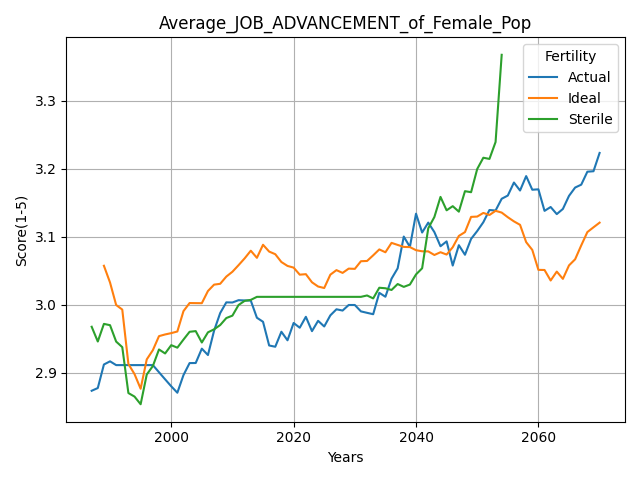 Average_JOB_ADVANCEMENT_of_Female_Pop
Fertility
Actual
Ideal
Sterile
Score(1-5)
3.3
3.2
3.1
3.0
2.9
2000 2020 2040 2060
Years